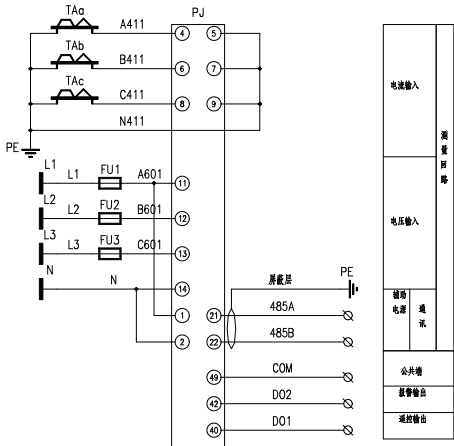 PJ
TAa A411 4 5
TAb B411 6 7
TAc C411 8 9
N411
PE
L1 L1 FU1 A601 11
L2 L2 FU2 B601 12
L3 L3 FU3 C601 13
N N 14
1
2
屏蔽层 PE
21 485A
22 485B
49 COM
42 DO2
40 DO1
电流输入
电压输入
测量回路
辅助电源
通讯
公共端
报警输出
遥控输出